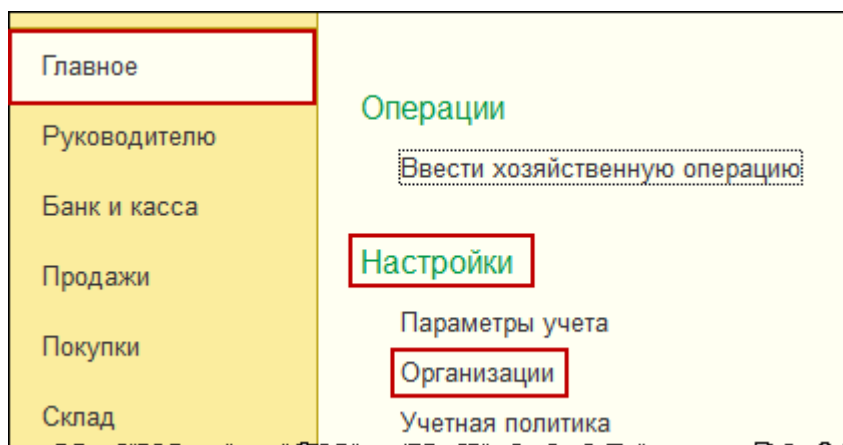 Главное
Руководителю
Банк и касса
Продажи
Покупки
Склад
Операции
Ввести хозяйственную операцию
Настройки
Параметры учета
Организации
Учетная политика